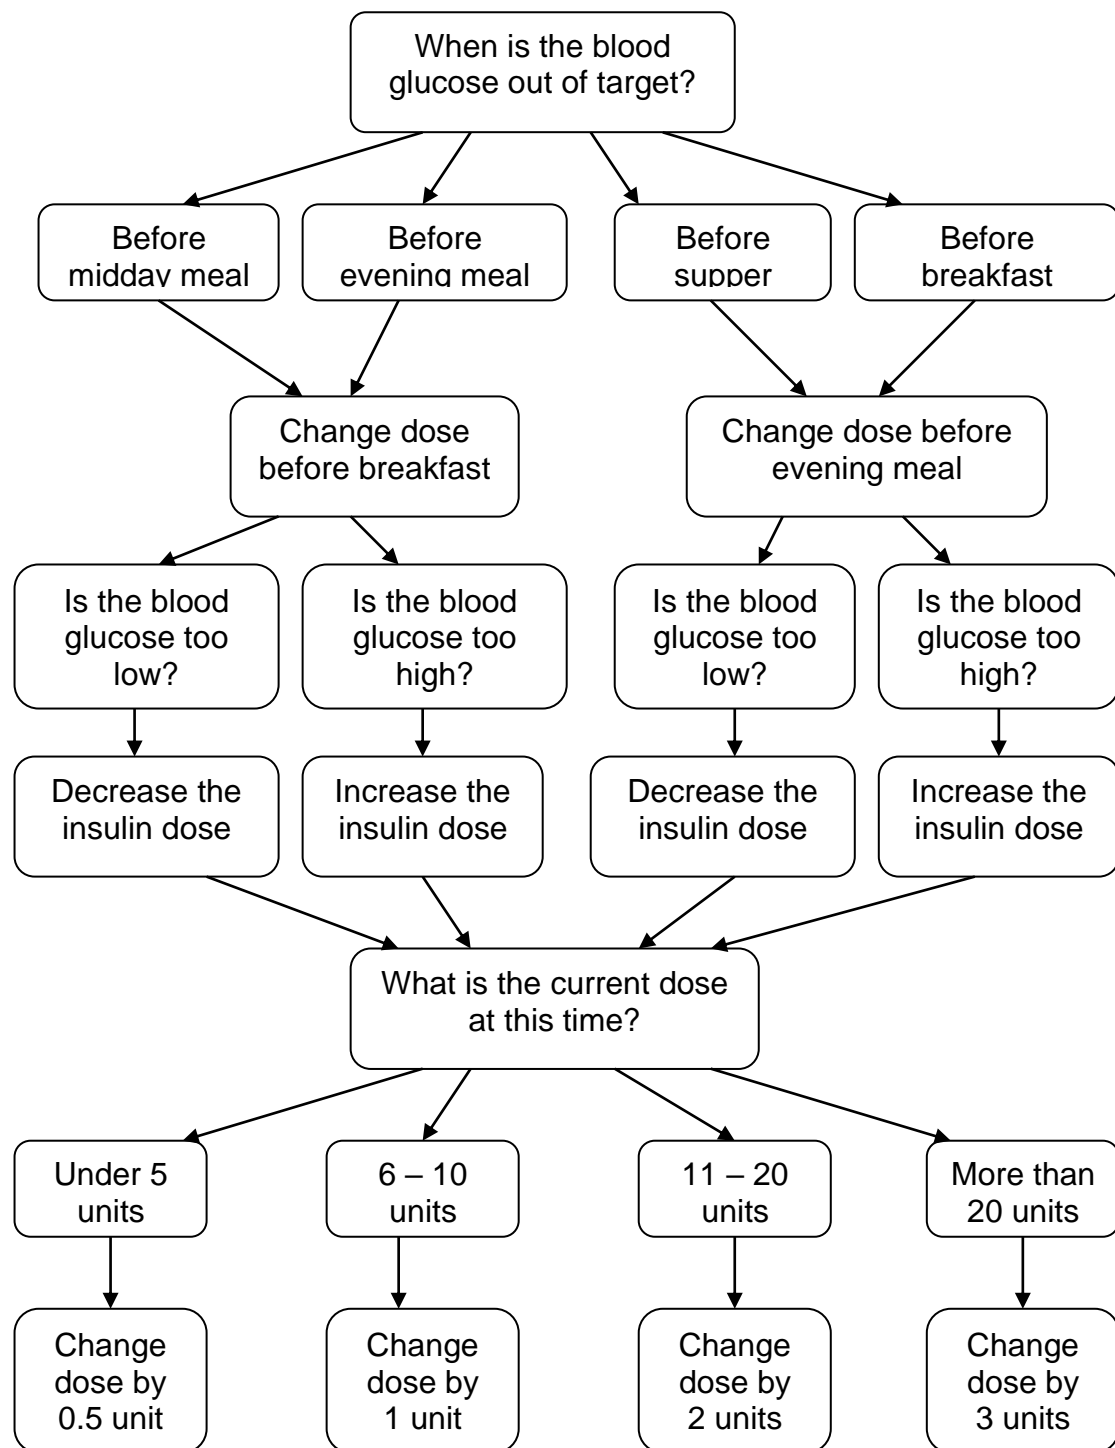 When is the blood
glucose out of target?
Before
midday meal
Before
evening meal
Before
supper
Before
breakfast
Change dose
before breakfast
Change dose before
evening meal
Is the blood
glucose too
low?
Is the blood
glucose too
high?
Is the blood
glucose too
low?
Is the blood
glucose too
high?
Decrease the
insulin dose
Increase the
insulin dose
Decrease the
insulin dose
Increase the
insulin dose
What is the current dose
at this time?
Under 5
units
6 – 10
units
11 – 20
units
More than
20 units
Change
dose by
0.5 unit
Change
dose by
1 unit
Change
dose by
2 units
Change
dose by
3 units